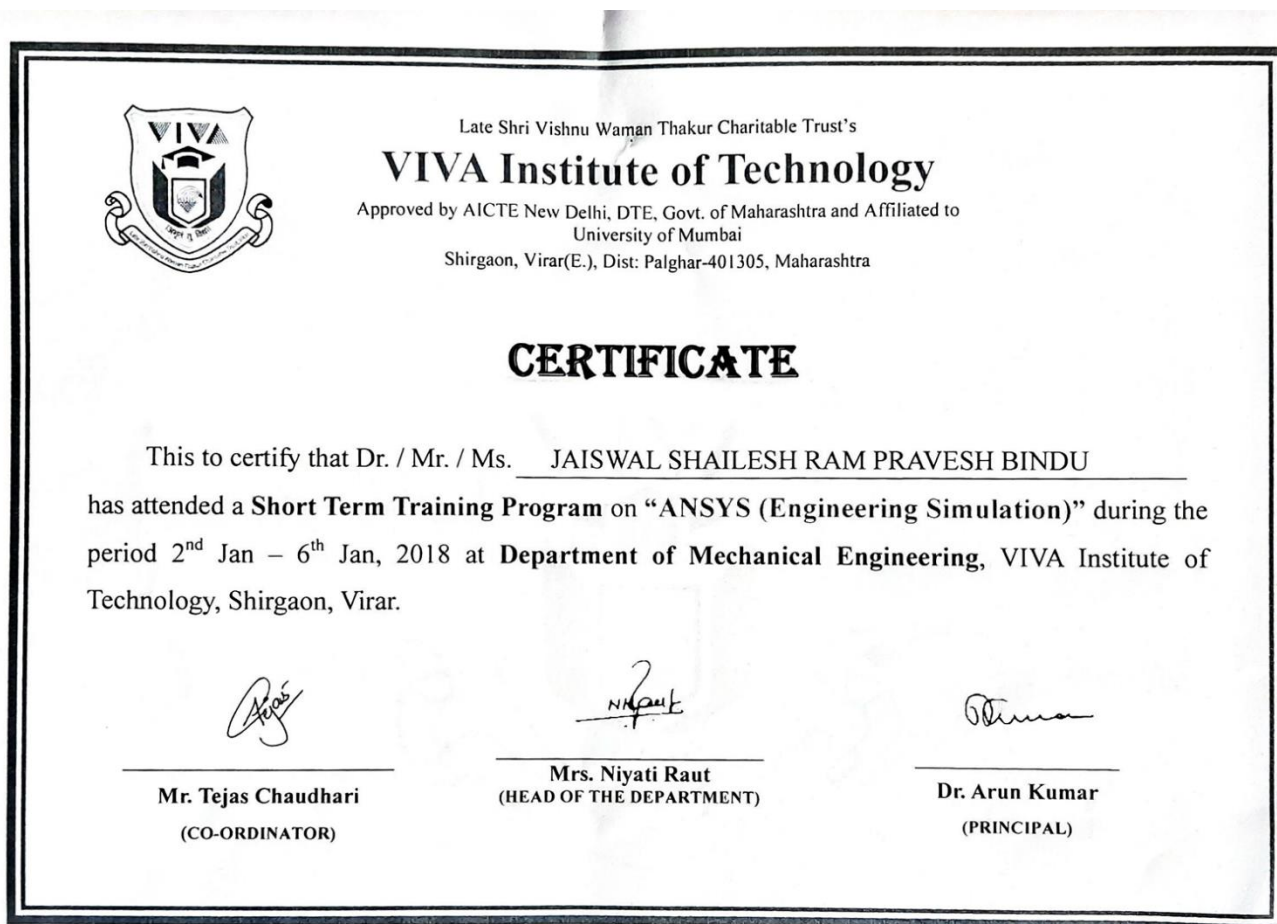 VIVA
Late Shri Vishnu Waman Thakur Charitable Trust's
VIVA Institute of Technology
Approved by AICTE New Delhi, DTE, Govt. of Maharashtra and Affiliated to
University of Mumbai
Shirgaon, Virar(E.), Dist: Palghar-401305, Maharashtra
CERTIFICATE
This to certify that Dr. / Mr. / Ms. JAISWAL SHAILESH RAM PRAVESH BINDU
has attended a Short Term Training Program on “ANSYS (Engineering Simulation)” during the
period 2nd Jan – 6th Jan, 2018 at Department of Mechanical Engineering, VIVA Institute of
Technology, Shirgaon, Virar.
Tejas
NRaut
Mr. Tejas Chaudhari
(CO-ORDINATOR)
Mrs. Niyati Raut
(HEAD OF THE DEPARTMENT)
Dr. Arun Kumar
(PRINCIPAL)